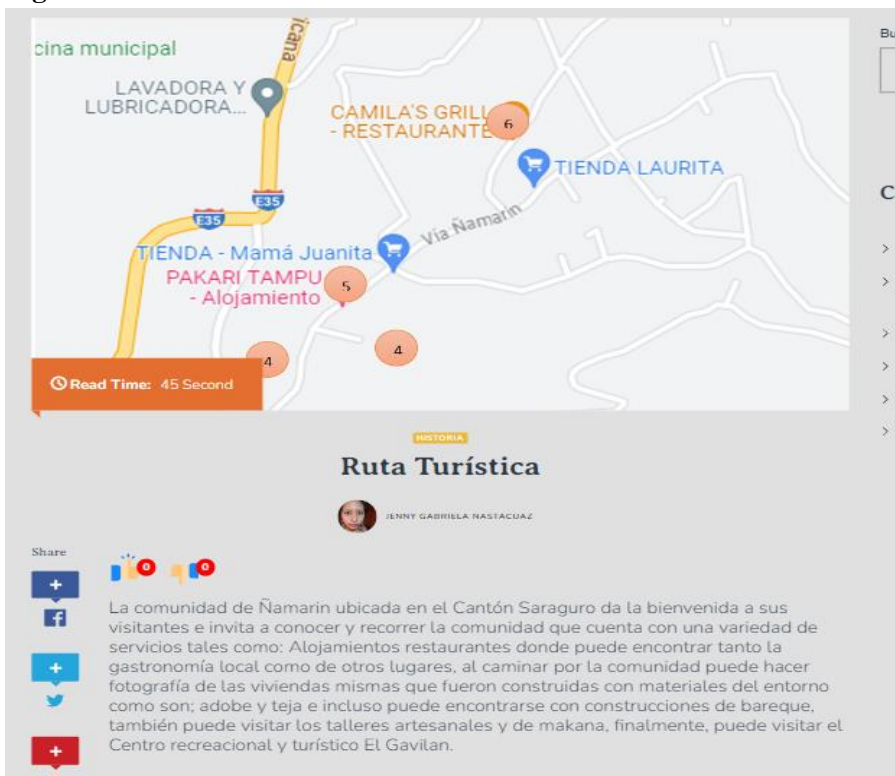 Bu
cina municipal
icana
LAVADORA Y
LUBRICADORA...
CAMILA'S GRILL
- RESTAURANTE
6
TIENDA LAURITA
C
E35
E35
Vía Ñamarin
TIENDA - Mamá Juanita
PAKARI TAMPU
- Alojamiento
5
4
4
Read Time: 45 Second
HISTORIA
Ruta Turística
JENNY GABRIELA NASTACUAZ
Share
0
0
La comunidad de Ñamarin ubicada en el Cantón Saraguro da la bienvenida a sus
visitantes e invita a conocer y recorrer la comunidad que cuenta con una variedad de
servicios tales como: Alojamientos restaurantes donde puede encontrar tanto la
gastronomía local como de otros lugares, al caminar por la comunidad puede hacer
fotografía de las viviendas mismas que fueron construidas con materiales del entorno
como son; adobe y teja e incluso puede encontrarse con construcciones de bareque,
también puede visitar los talleres artesanales y de makana, finalmente, puede visitar el
Centro recreacional y turístico El Gavilan.